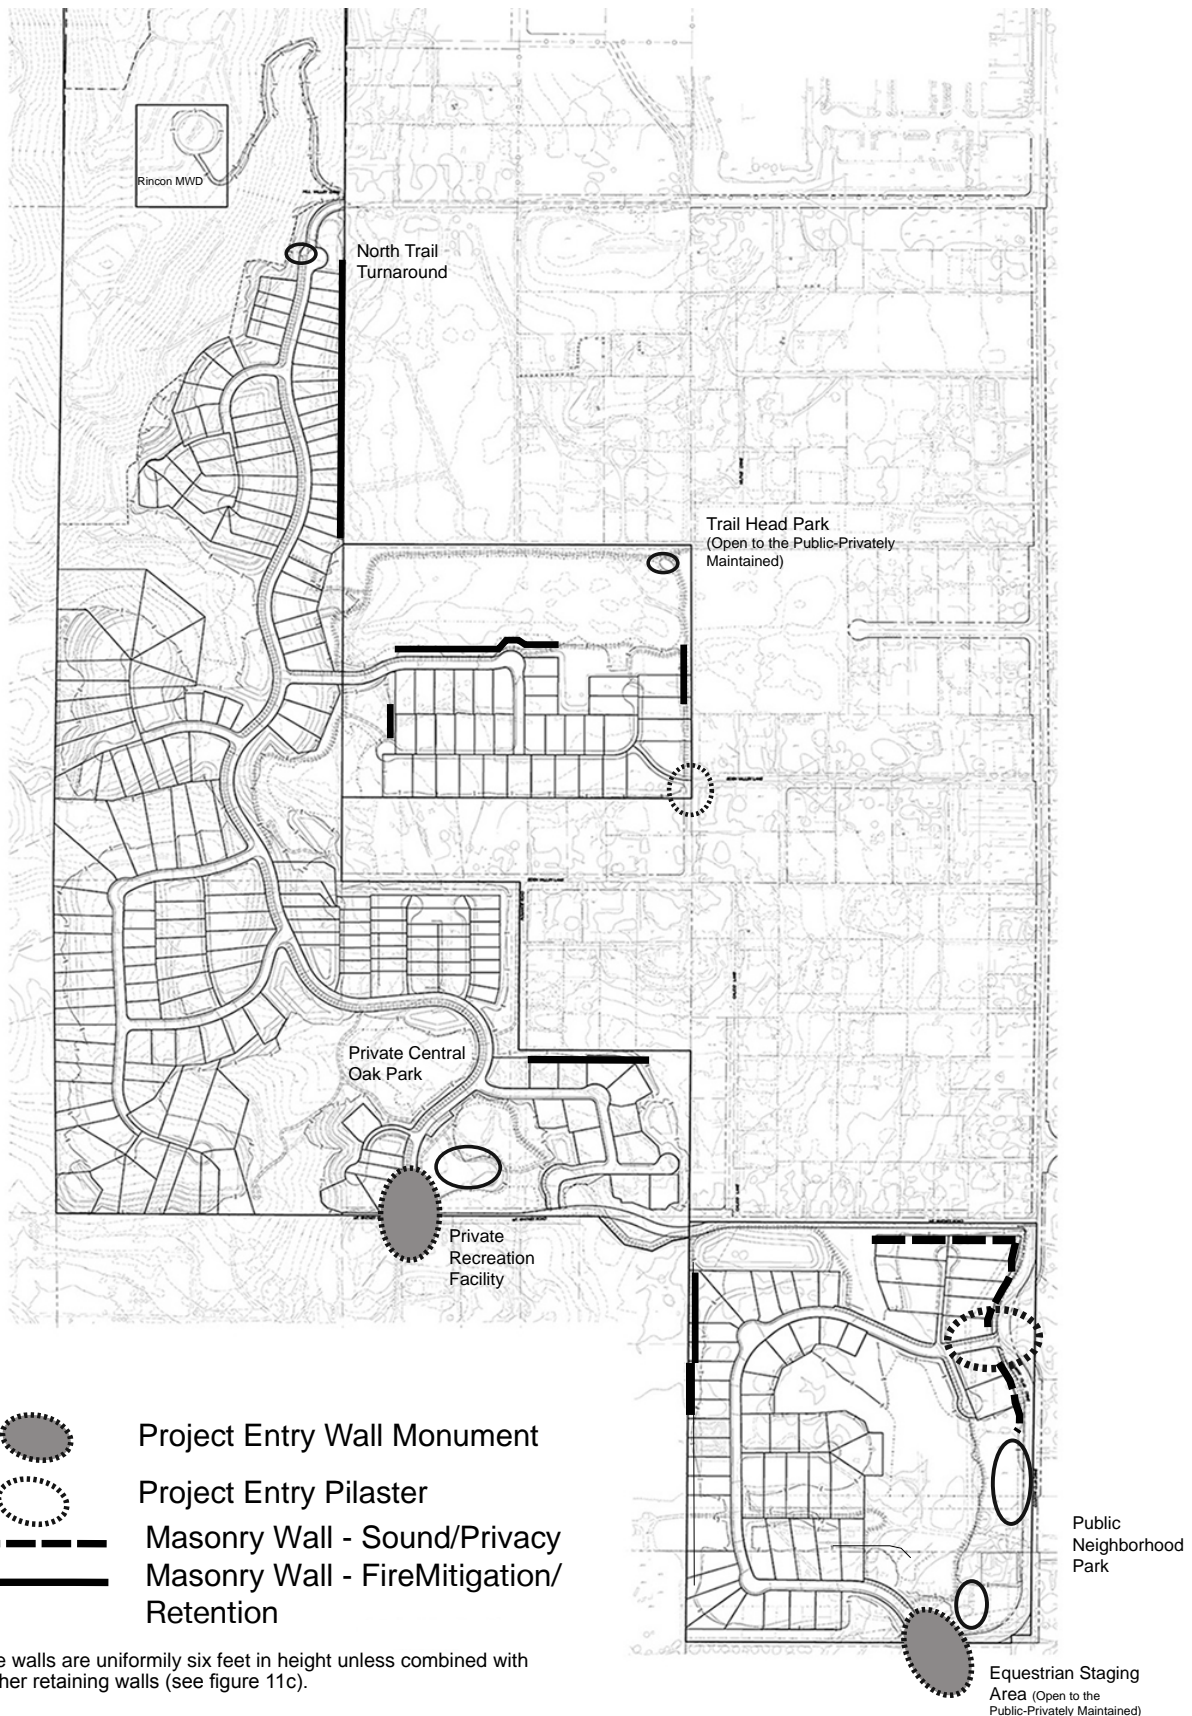 Rincon MWD
North Trail
Turnaround
Trail Head Park
(Open to the Public-Privately
Maintained)
EDEN VALLEY LANE
Private Central
Oak Park
Private
Recreation
Facility
Project Entry Wall Monument
Project Entry Pilaster
Masonry Wall - Sound/Privacy
Masonry Wall - FireMitigation/
Retention
e walls are uniformily six feet in height unless combined with
her retaining walls (see figure 11c).
Public
Neighborhood
Park
Equestrian Staging
Area (Open to the
Public-Privately Maintained)